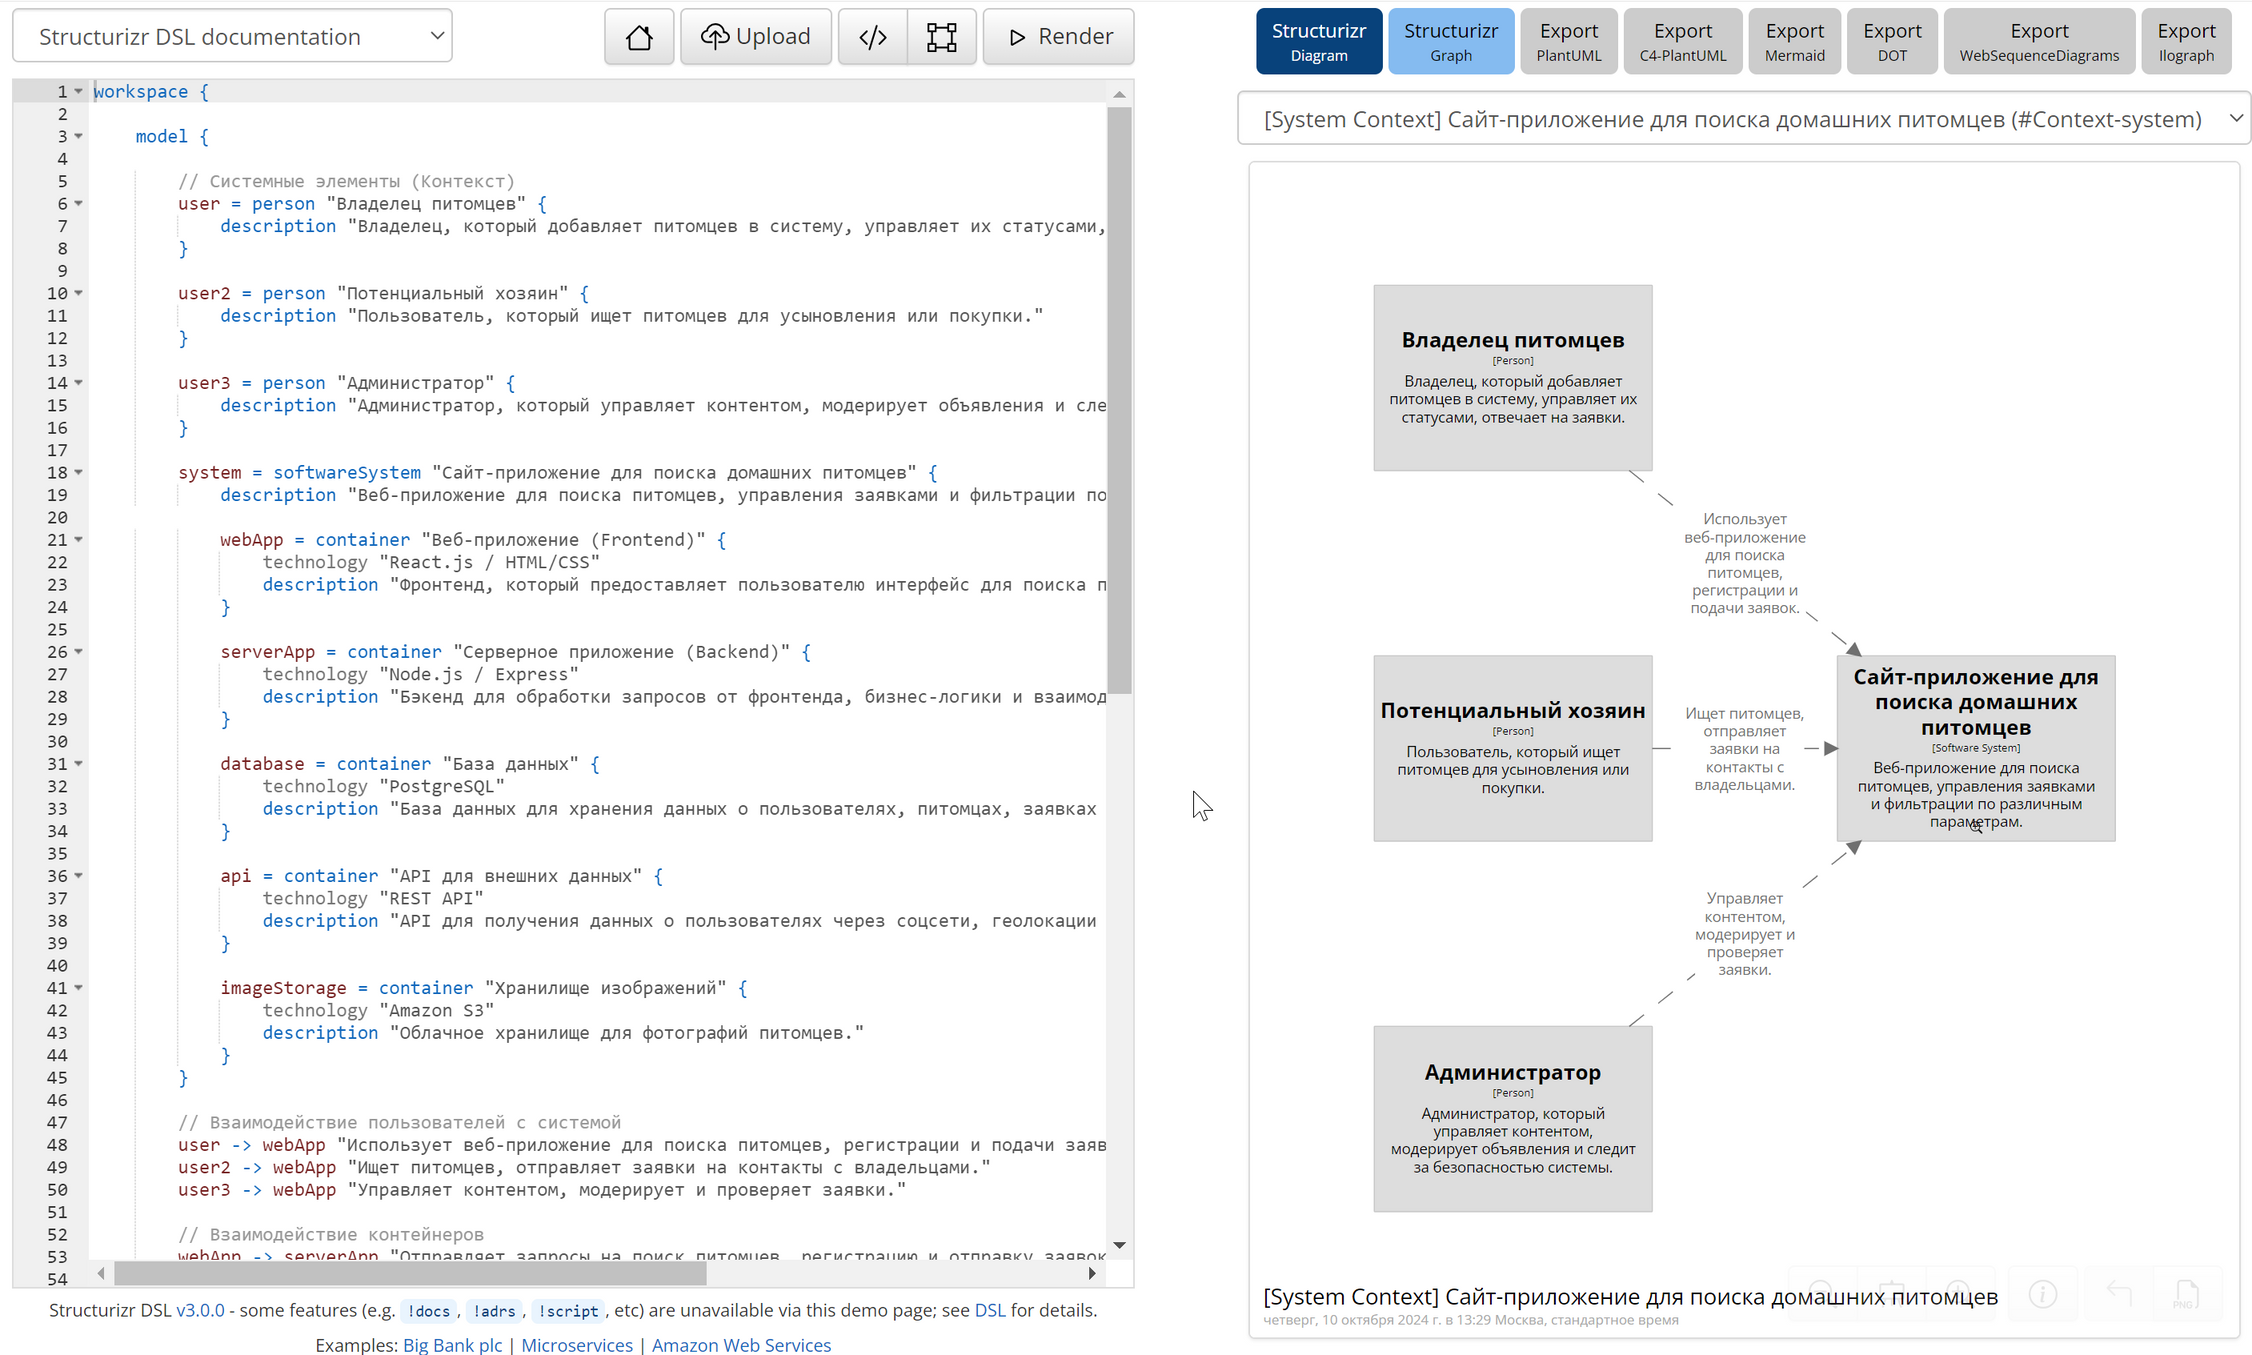 Structurizr DSL documentation
Upload
Render
Structurizr
Diagram
Structurizr
Graph
Export
PlantUML
Export
C4-PlantUML
Export
Mermaid
Export
DOT
Export
WebSequenceDiagrams
Export
Ilograph
[System Context] Сайт-приложение для поиска домашних питомцев (#Context-system)
1 workspace {
2
3 model {
4
5 // Системные элементы (Контекст)
6 user = person "Владелец питомцев" {
7 description "Владелец, который добавляет питомцев в систему, управляет их статусами,
8 }
9
10 user2 = person "Потенциальный хозяин" {
11 description "Пользователь, который ищет питомцев для усыновления или покупки."
12 }
13
14 user3 = person "Администратор" {
15 description "Администратор, который управляет контентом, модерирует объявления и сле
16 }
17
18 system = softwareSystem "Сайт-приложение для поиска домашних питомцев" {
19 description "Веб-приложение для поиска питомцев, управления заявками и фильтрации по
20
21 webApp = container "Веб-приложение (Frontend)" {
22 technology "React.js / HTML/CSS"
23 description "Фронтенд, который предоставляет пользователю интерфейс для поиска п
24 }
25
26 serverApp = container "Серверное приложение (Backend)" {
27 technology "Node.js / Express"
28 description "Бэкенд для обработки запросов от фронтенда, бизнес-логики и взаимод
29 }
30
31 database = container "База данных" {
32 technology "PostgreSQL"
33 description "База данных для хранения данных о пользователях, питомцах, заявках
34 }
35
36 api = container "API для внешних данных" {
37 technology "REST API"
38 description "API для получения данных о пользователях через соцсети, геолокации
39 }
40
41 imageStorage = container "Хранилище изображений" {
42 technology "Amazon S3"
43 description "Облачное хранилище для фотографий питомцев."
44 }
45 }
46
47 // Взаимодействие пользователей с системой
48 user -> webApp "Использует веб-приложение для поиска питомцев, регистрации и подачи заяв
49 user2 -> webApp "Ищет питомцев, отправляет заявки на контакты с владельцами."
50 user3 -> webApp "Управляет контентом, модерирует и проверяет заявки."
51
52 // Взаимодействие контейнеров
53 webApp -> serverApp "Отправляет запросы на поиск питомцев, регистрацию и отправку заявок
54
Structurizr DSL v3.0.0 - some features (e.g. !docs, !adrs, !script, etc) are unavailable via this demo page; see DSL for details.
Examples: Big Bank plc | Microservices | Amazon Web Services
Владелец питомцев
[Person]
Владелец, который добавляет
питомцев в систему, управляет их
статусами, отвечает на заявки.
Использует
веб-приложение
для поиска
питомцев,
регистрации и
подачи заявок.
Потенциальный хозяин
[Person]
Пользователь, который ищет
питомцев для усыновления или
покупки.
Ищет питомцев,
отправляет
заявки на
контакты с
владельцами.
Сайт-приложение для
поиска домашних
питомцев
[Software System]
Веб-приложение для поиска
питомцев, управления заявками
и фильтрации по различным
параметрам.
Управляет
контентом,
модерирует и
проверяет
заявки.
Администратор
[Person]
Администратор, который
управляет контентом,
модерирует объявления и следит
за безопасностью системы.
[System Context] Сайт-приложение для поиска домашних питомцев
четверг, 10 октября 2024 г. в 13:29 Москва, стандартное время
PNG